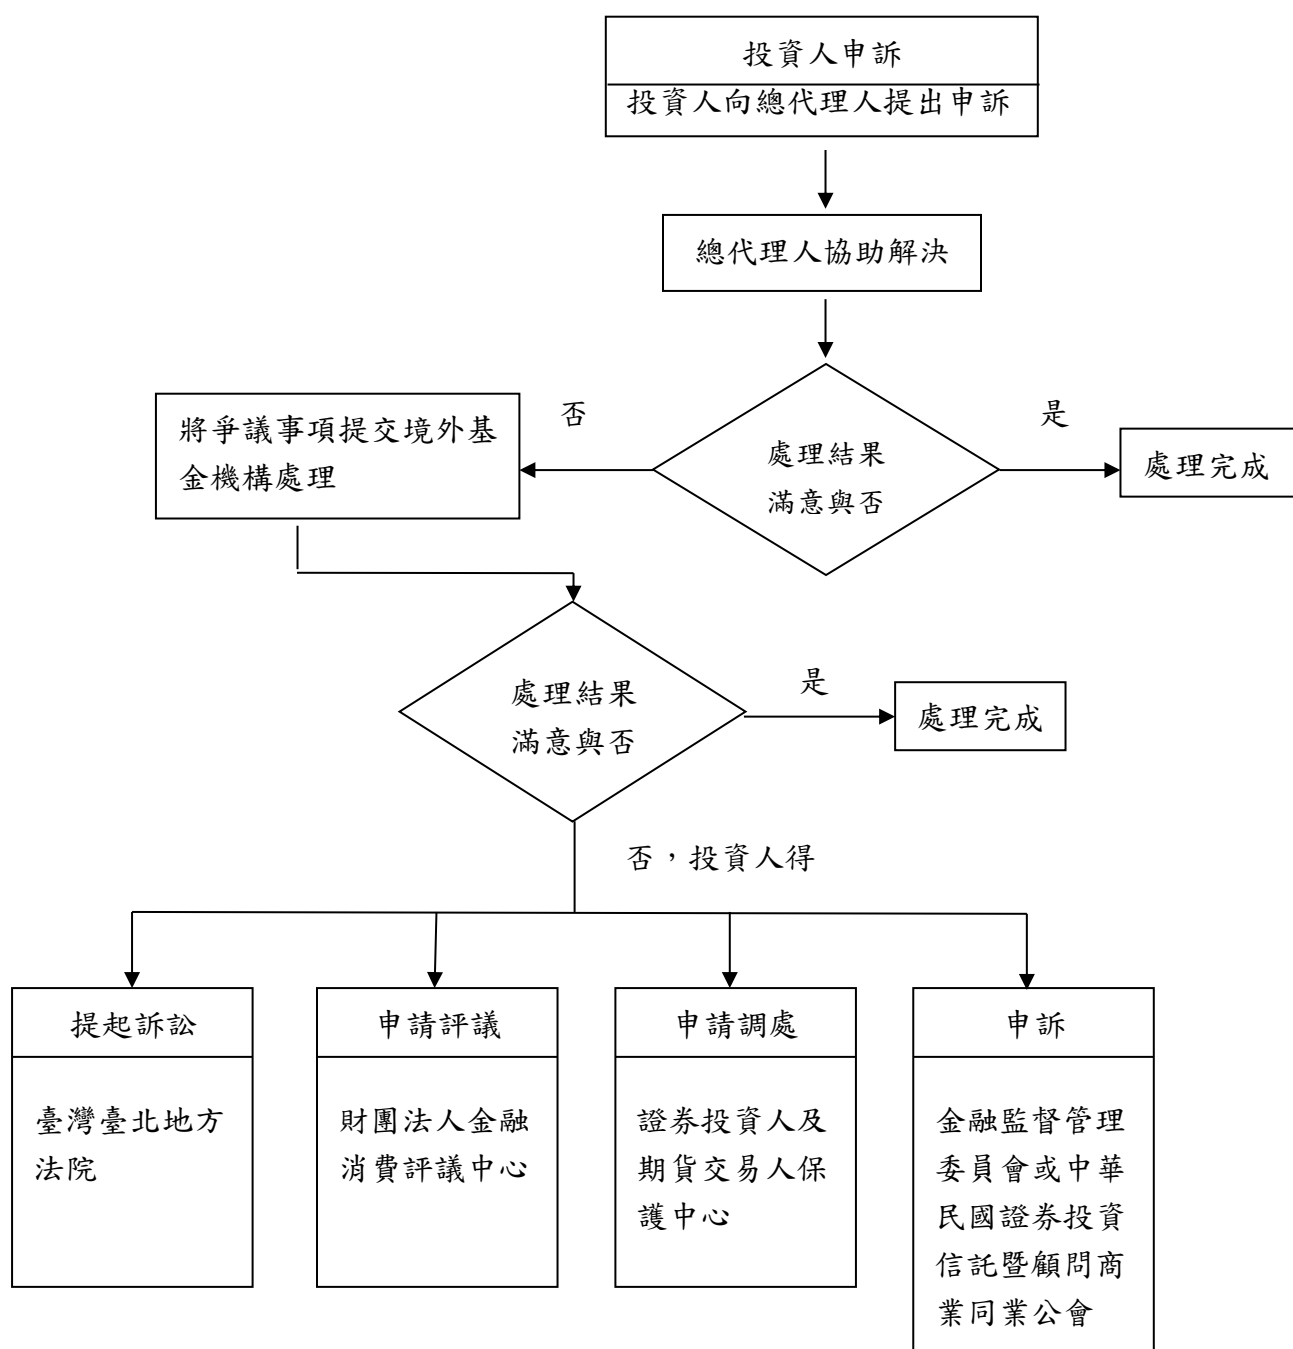 投資人申訴
投資人向總代理人提出申訴
總代理人協助解決
否
是
將爭議事項提交境外基
金機構處理
處理結果
滿意與否
處理完成
處理結果
滿意與否
是
處理完成
否，投資人得
提起訴訟
臺灣臺北地方
法院
申請評議
財團法人金融
消費評議中心
申請調處
證券投資人及
期貨交易人保
護中心
申訴
金融監督管理
委員會或中華
民國證券投資
信託暨顧問商
業同業公會